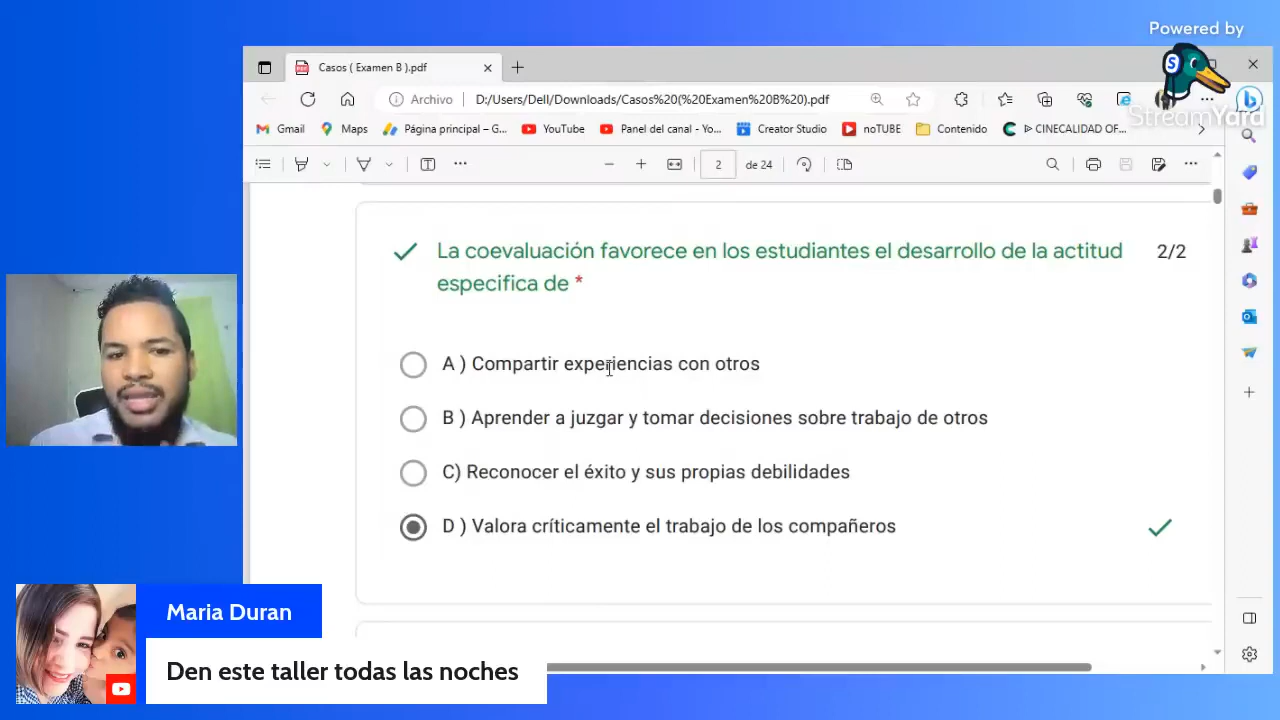 Powered by
StreamYard
Casos ( Examen B ).pdf
Archivo
D:/Users/Dell/Downloads/Casos%20(%20Examen%20B%20).pdf
Gmail
Maps
Página principal – G...
YouTube
Panel del canal - Yo...
Creator Studio
noTUBE
Contenido
▷ CINECALIDAD OF...
2
de 24
La coevaluación favorece en los estudiantes el desarrollo de la actitud
especifica de *
2/2
A ) Compartir experiencias con otros
B ) Aprender a juzgar y tomar decisiones sobre trabajo de otros
C) Reconocer el éxito y sus propias debilidades
D ) Valora críticamente el trabajo de los compañeros
Maria Duran
Den este taller todas las noches